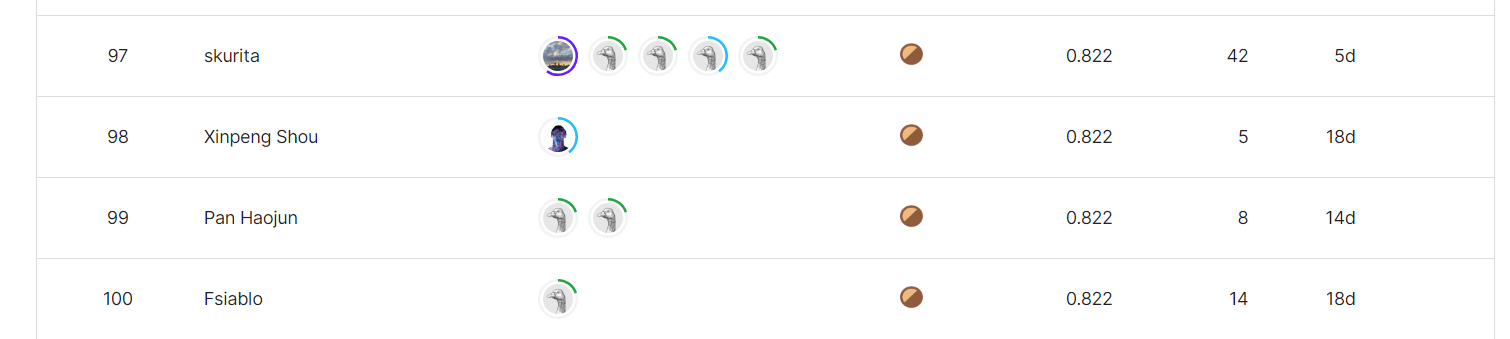 97 skurita 0.822 42 5d
98 Xinpeng Shou 0.822 5 18d
99 Pan Haojun 0.822 8 14d
100 Fsiablo 0.822 14 18d